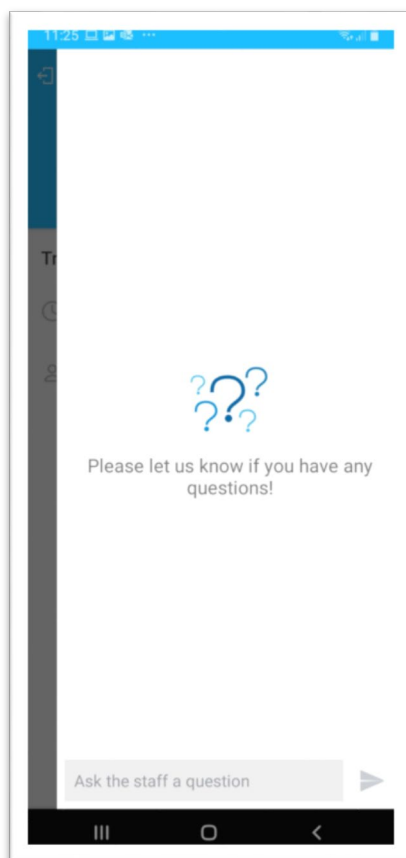 11:25
Tr
???
??
Please let us know if you have any
questions!
Ask the staff a question